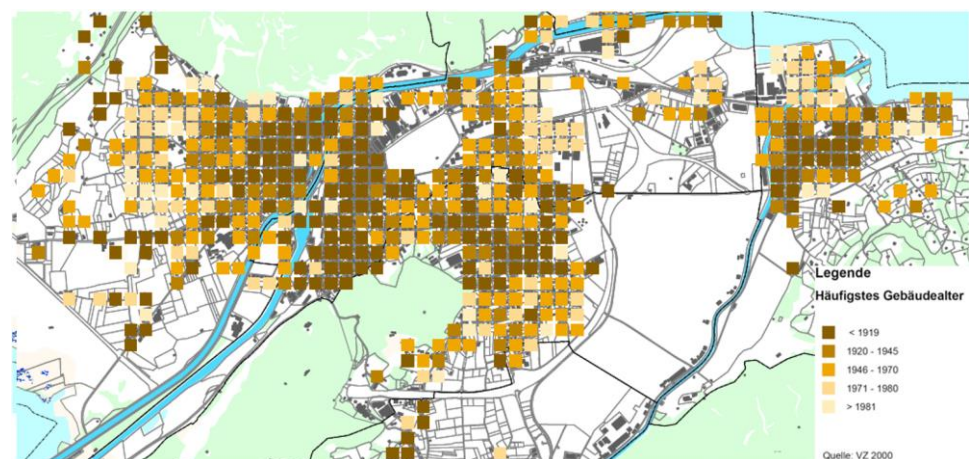 Legende
Häufigstes Gebäudealter
< 1919
1920 - 1945
1946 - 1970
1971 - 1980
> 1981
Quelle: VZ 2000